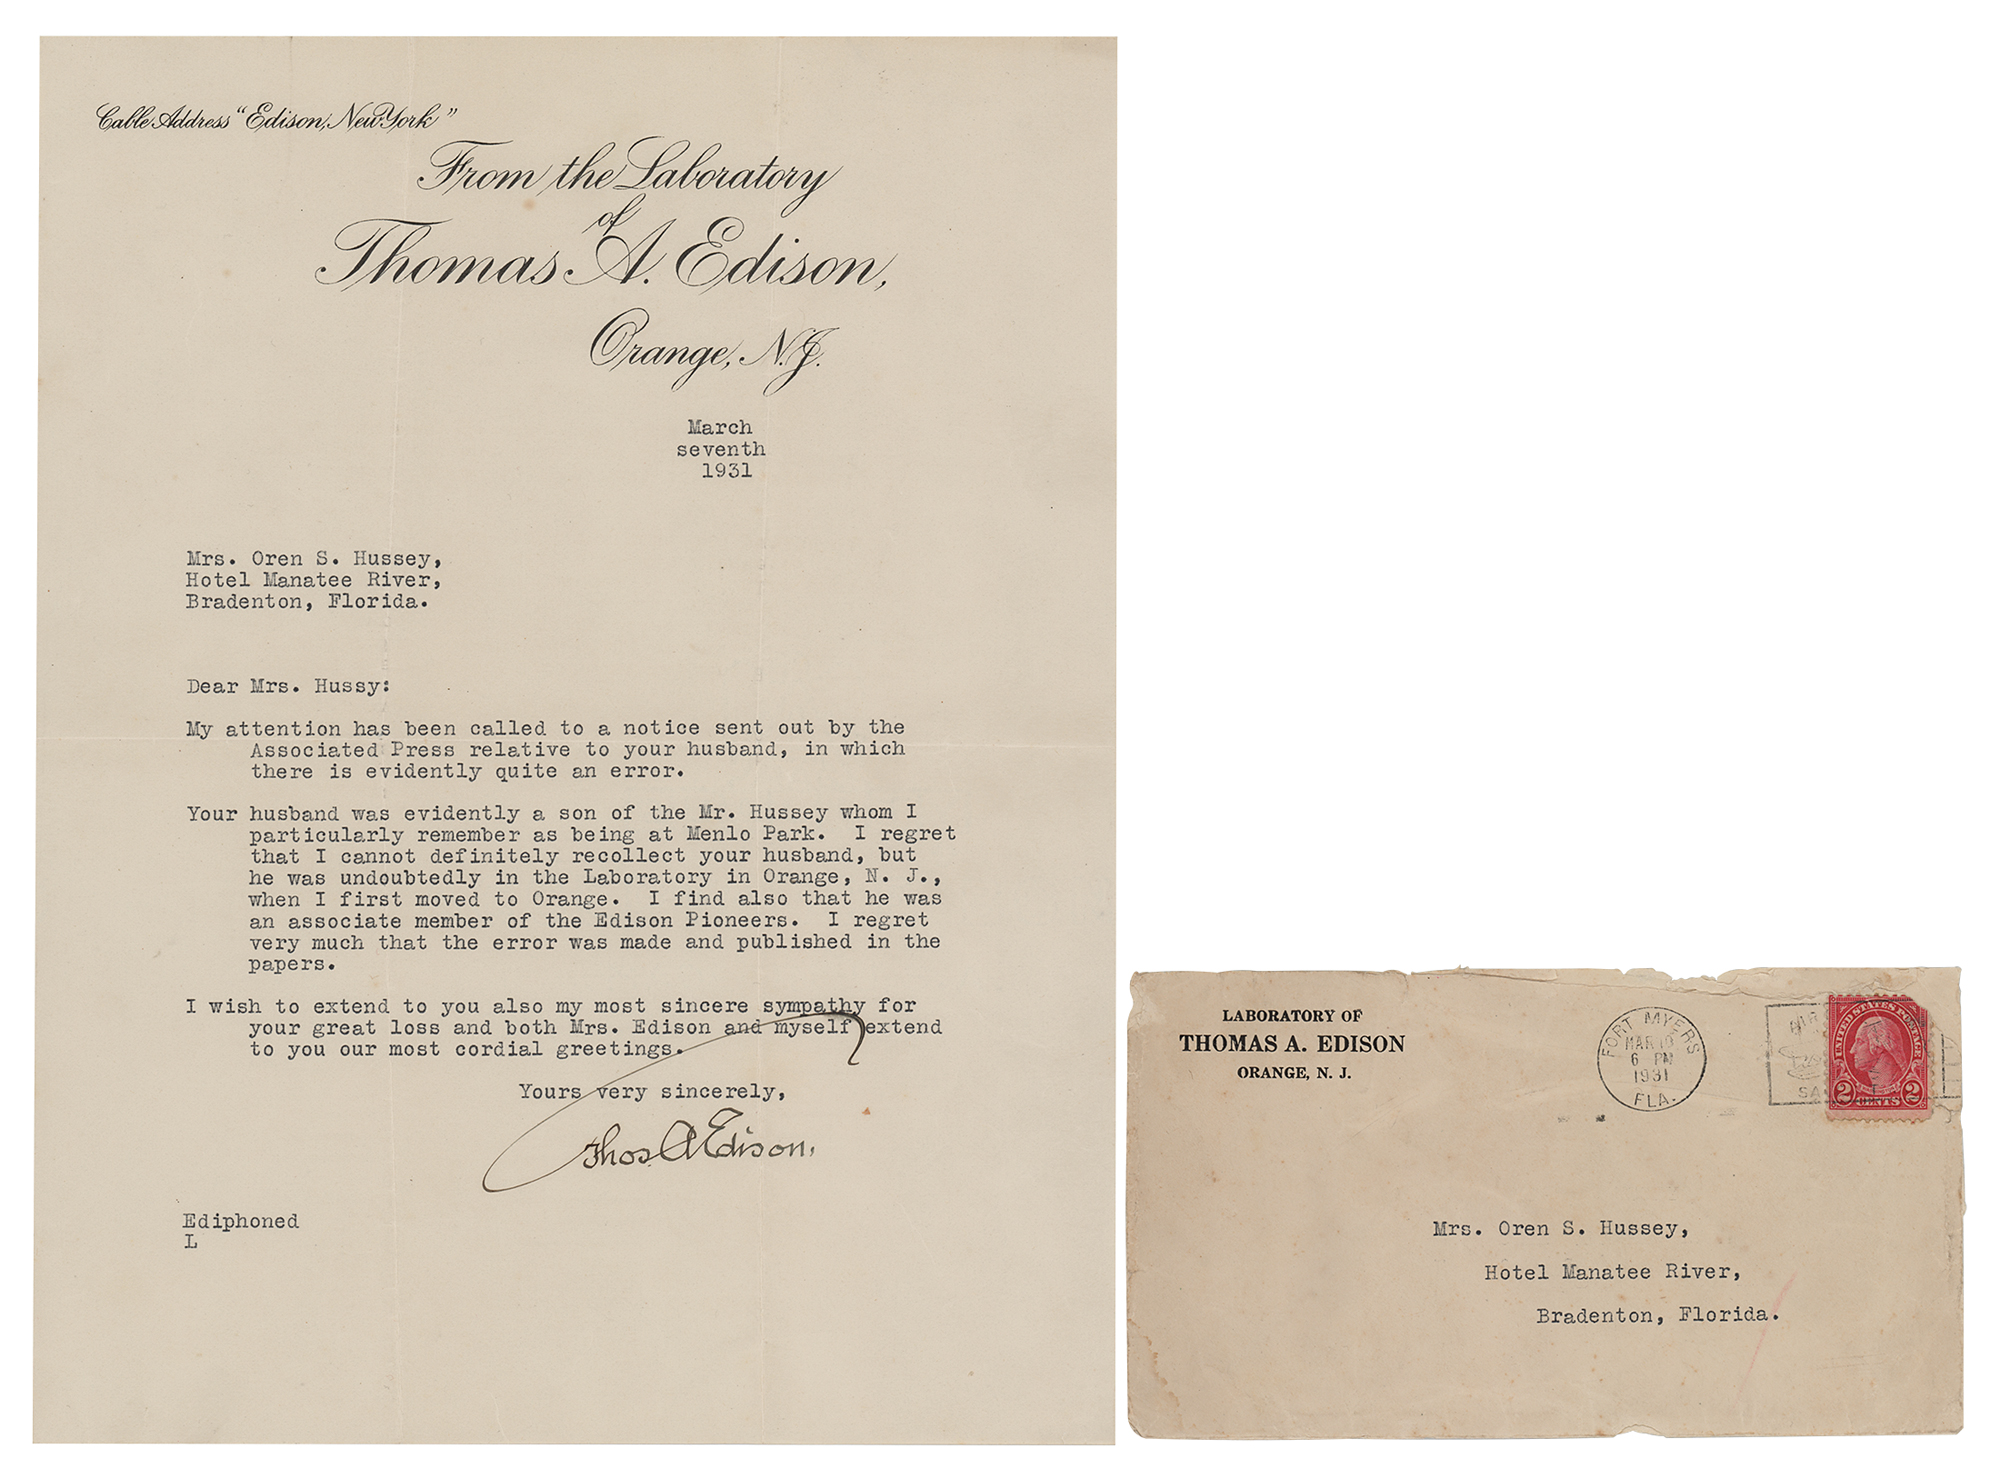 Cable Address "Edison, New York"
From the Laboratory
of
Thomas A. Edison,
Orange, N.J.
March
seventh
1931
Mrs. Oren S. Hussey,
Hotel Manatee River,
Bradenton, Florida.
Dear Mrs. Hussy:
My attention has been called to a notice sent out by the
Associated Press relative to your husband, in which
there is evidently quite an error.
Your husband was evidently a son of the Mr. Hussey whom I
particularly remember as being at Menlo Park. I regret
that I cannot definitely recollect your husband, but
he was undoubtedly in the Laboratory in Orange, N. J.,
when I first moved to Orange. I find also that he was
an associate member of the Edison Pioneers. I regret
very much that the error was made and published in the
papers.
I wish to extend to you also my most sincere sympathy for
your great loss and both Mrs. Edison and myself extend
to you our most cordial greetings.
Yours very sincerely,
Thos A Edison.
Ediphoned
L
LABORATORY OF
THOMAS A. EDISON
ORANGE, N. J.
FORT MYERS
MAR 10
6 PM
1931
FLA.
UNITED STATES POSTAGE
2 CENTS 2
Mrs. Oren S. Hussey,
Hotel Manatee River,
Bradenton, Florida.